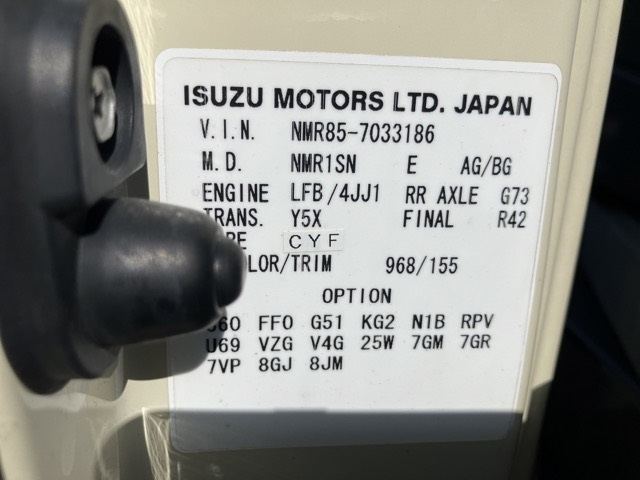 ISUZU MOTORS LTD. JAPAN
V.I.N. NMR85-7033186
M.D. NMR1SN E AG/BG
ENGINE LFB/4JJ1 RR AXLE G73
TRANS. Y5X FINAL R42
CYF
/TRIM 968/155
OPTION
FF0 G51 KG2 N1B RPV
U69 VZG V4G 25W 7GM 7GR
7VP 8GJ 8JM